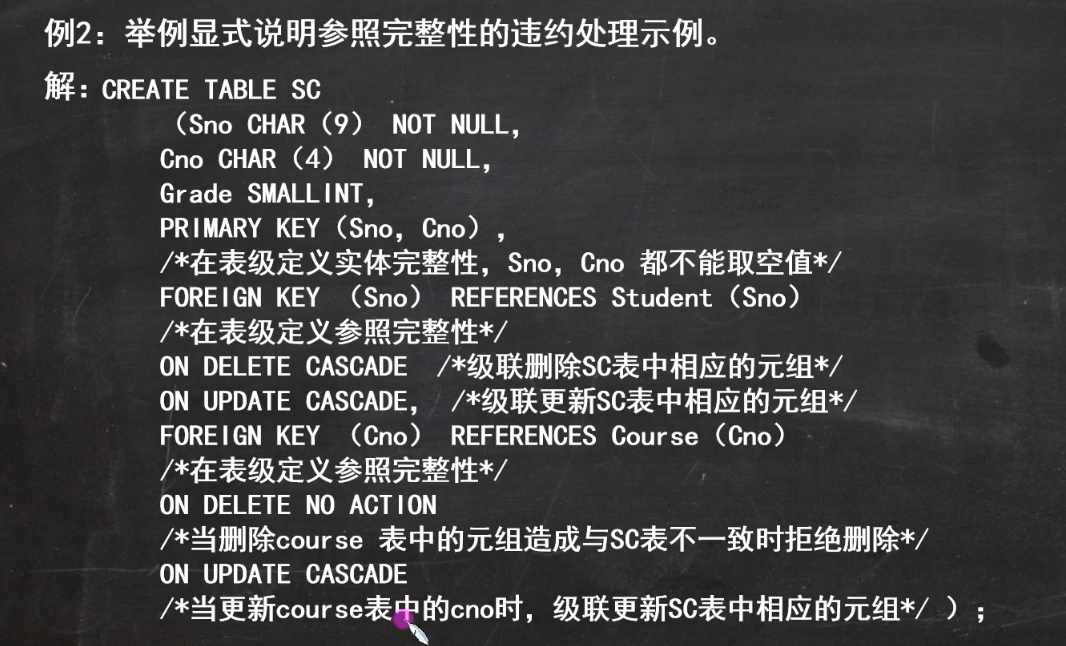 例2：举例显式说明参照完整性的违约处理示例。
解：CREATE TABLE SC
（Sno CHAR（9） NOT NULL，
Cno CHAR（4） NOT NULL，
Grade SMALLINT，
PRIMARY KEY（Sno，Cno），
/*在表级定义实体完整性，Sno，Cno 都不能取空值*/
FOREIGN KEY （Sno） REFERENCES Student（Sno）
/*在表级定义参照完整性*/
ON DELETE CASCADE /*级联删除SC表中相应的元组*/
ON UPDATE CASCADE， /*级联更新SC表中相应的元组*/
FOREIGN KEY （Cno） REFERENCES Course（Cno）
/*在表级定义参照完整性*/
ON DELETE NO ACTION
/*当删除course 表中的元组造成与SC表不一致时拒绝删除*/
ON UPDATE CASCADE
/*当更新course表中的cno时，级联更新SC表中相应的元组*/ ）；